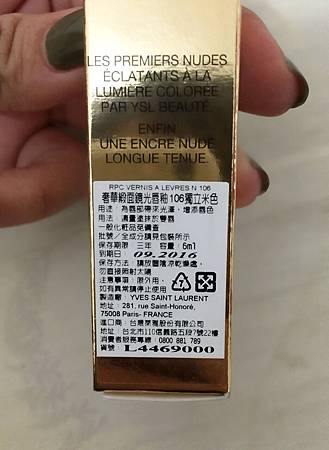 LES PREMIERS NUDES
ÉCLATANTS À LA
LUMIÈRE COLORÉE
PAR YSL BEAUTÉ.
ENFIN
UNE ENCRE NUDE
LONGUE TENUE.
RPC VERNIS A LEVRES N 106
奢華緞面鏡光唇釉106獨立米色
用途: 為唇部帶來光澤, 增添唇色
用法: 適量塗抹於雙唇
一般化粧品免備查
批號/全成分請見包裝所示
保存期限 三年 容量: 6ml
到期日 09.2016
保存方法: 請放置陰涼乾燥處,
勿直接照射太陽
注意事項: 限外用,
如有異常請停止使用
製造廠: YVES SAINT LAURENT
地址: 281, rue Saint-Honoré,
75008 Paris- FRANCE
進口商: 台灣萊雅股份有限公司
地址: 台北市110信義路五段7號22樓
消費者服務專線: 0800 881 789
貨號: L4469000